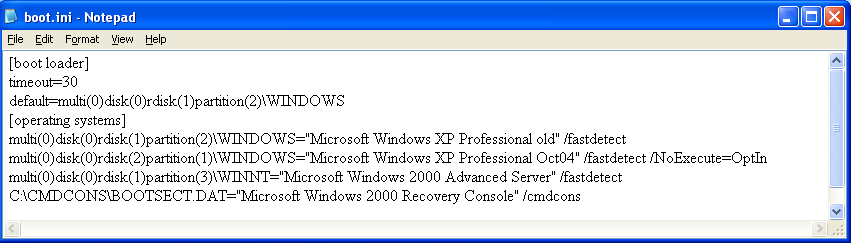 boot.ini - Notepad
File Edit Format View Help
[boot loader]
timeout=30
default=multi(0)disk(0)rdisk(1)partition(2)\WINDOWS
[operating systems]
multi(0)disk(0)rdisk(1)partition(2)\WINDOWS="Microsoft Windows XP Professional old" /fastdetect
multi(0)disk(0)rdisk(2)partition(1)\WINDOWS="Microsoft Windows XP Professional Oct04" /fastdetect /NoExecute=OptIn
multi(0)disk(0)rdisk(1)partition(3)\WINNT="Microsoft Windows 2000 Advanced Server" /fastdetect
C:\CMDCONS\BOOTSECT.DAT="Microsoft Windows 2000 Recovery Console" /cmdcons